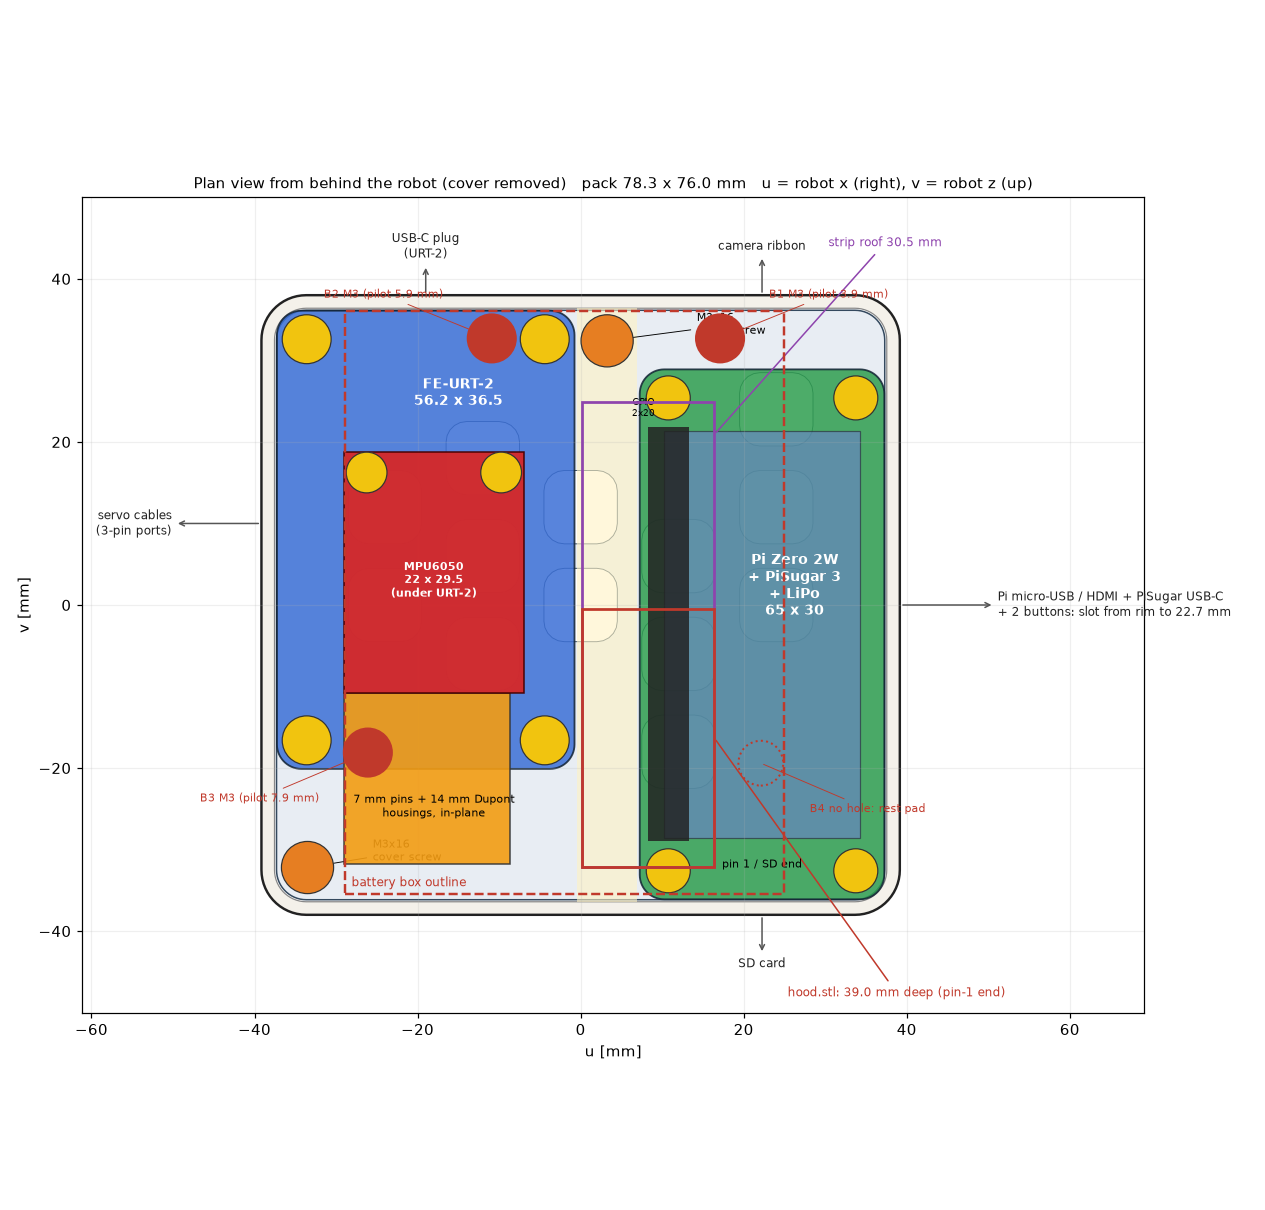 Plan view from behind the robot (cover removed)   pack 78.3 x 76.0 mm   u = robot x (right), v = robot z (up)
USB-C plug
(URT-2)
camera ribbon
strip roof 30.5 mm
B2 M3 (pilot 5.9 mm)
B1 M3 (pilot 8.9 mm)
FE-URT-2
56.2 x 36.5
2x20
servo cables
(3-pin ports)
MPU6050
22 x 29.5
(under URT-2)
Pi Zero 2W
+ PiSugar 3
+ LiPo
65 x 30
Pi micro-USB / HDMI + PiSugar USB-C
+ 2 buttons: slot from rim to 22.7 mm
B3 M3 (pilot 7.9 mm)
7 mm pins + 14 mm Dupont
housings, in-plane
B4 no hole: rest pad
M3x16
cover screw
pin 1 / SD end
battery box outline
SD card
hood.stl: 39.0 mm deep (pin-1 end)
40
20
0
−20
−40
v [mm]
−60
−40
−20
0
20
40
60
u [mm]